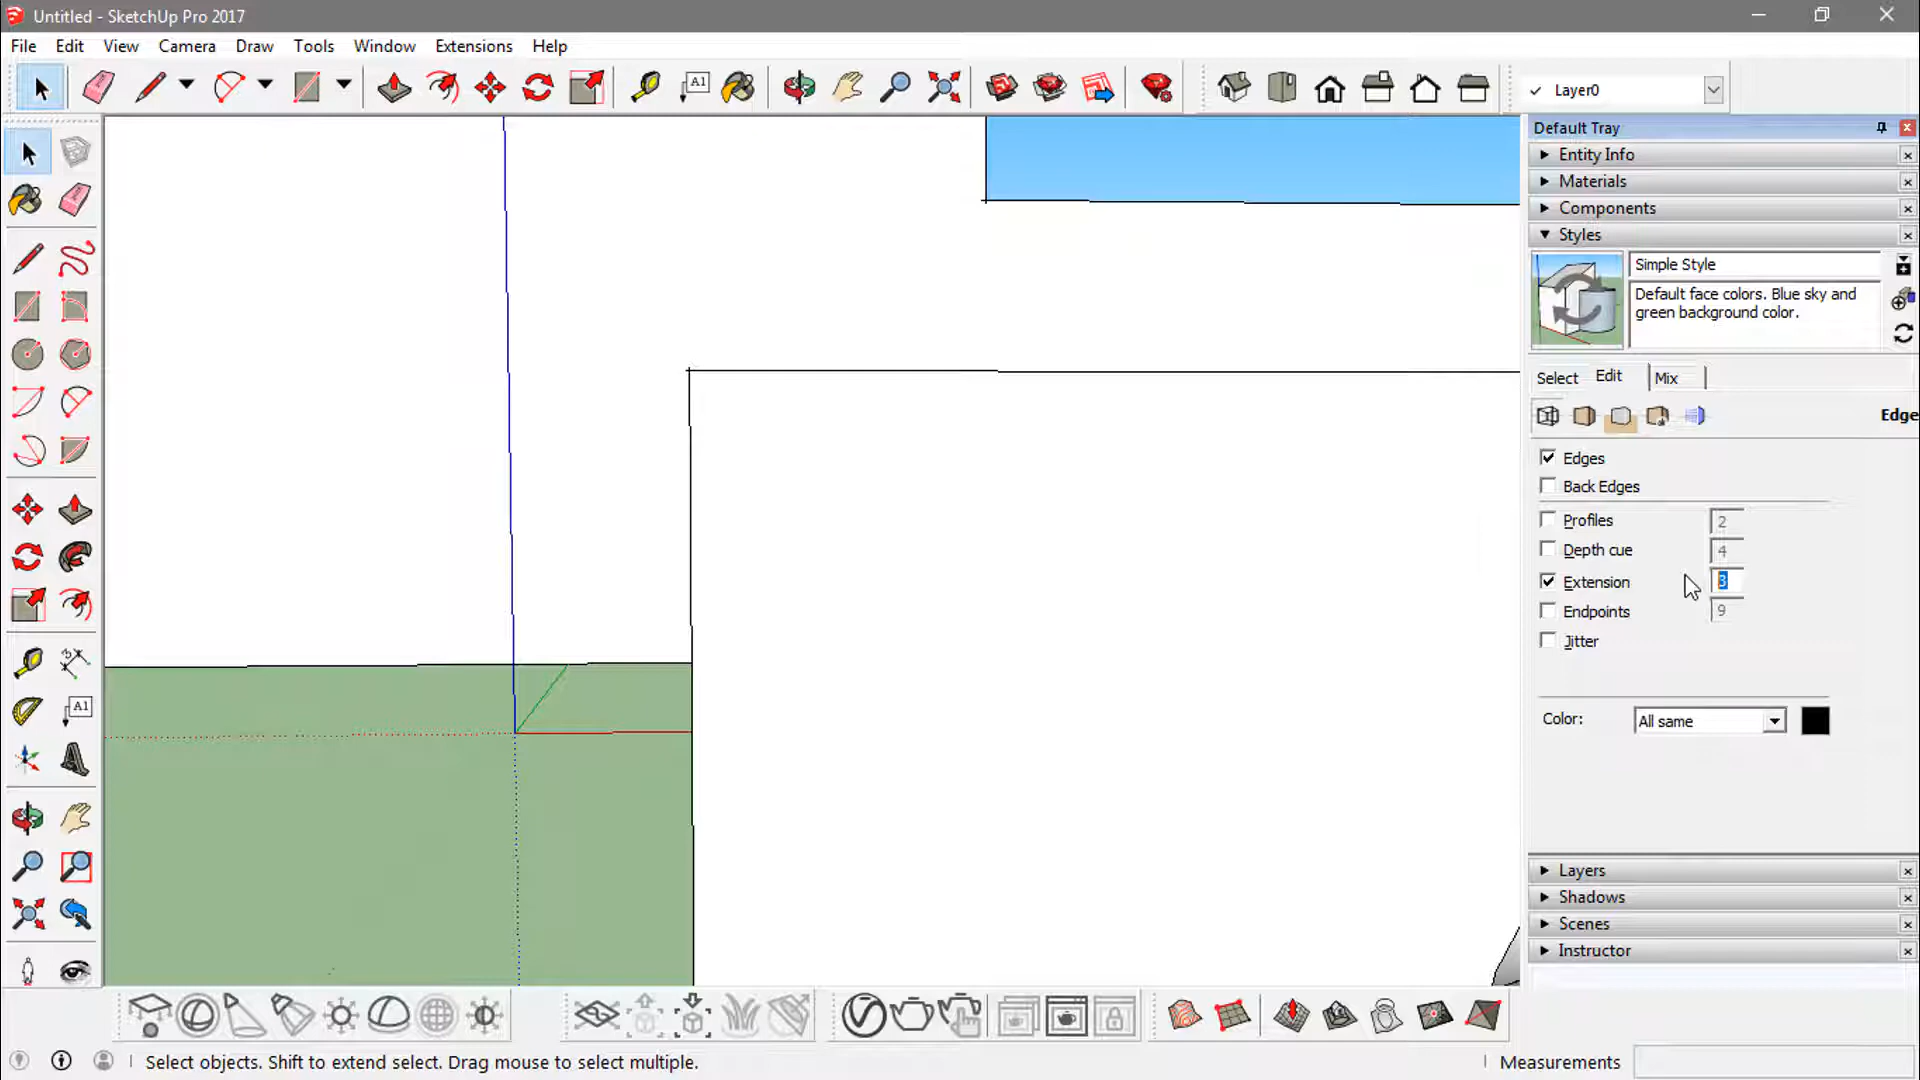 Untitled - SketchUp Pro 2017
File Edit View Camera Draw Tools Window Extensions Help
A1
✓ Layer0
Default Tray
Entity Info
Materials
Components
Styles
Simple Style
Default face colors. Blue sky and
green background color.
Select Edit Mix
Edge
Edges
Back Edges
Profiles 2
Depth cue 4
Extension 3
Endpoints 9
Jitter
A1
Color: All same
Layers
Shadows
Scenes
Instructor
Select objects. Shift to extend select. Drag mouse to select multiple.
Measurements